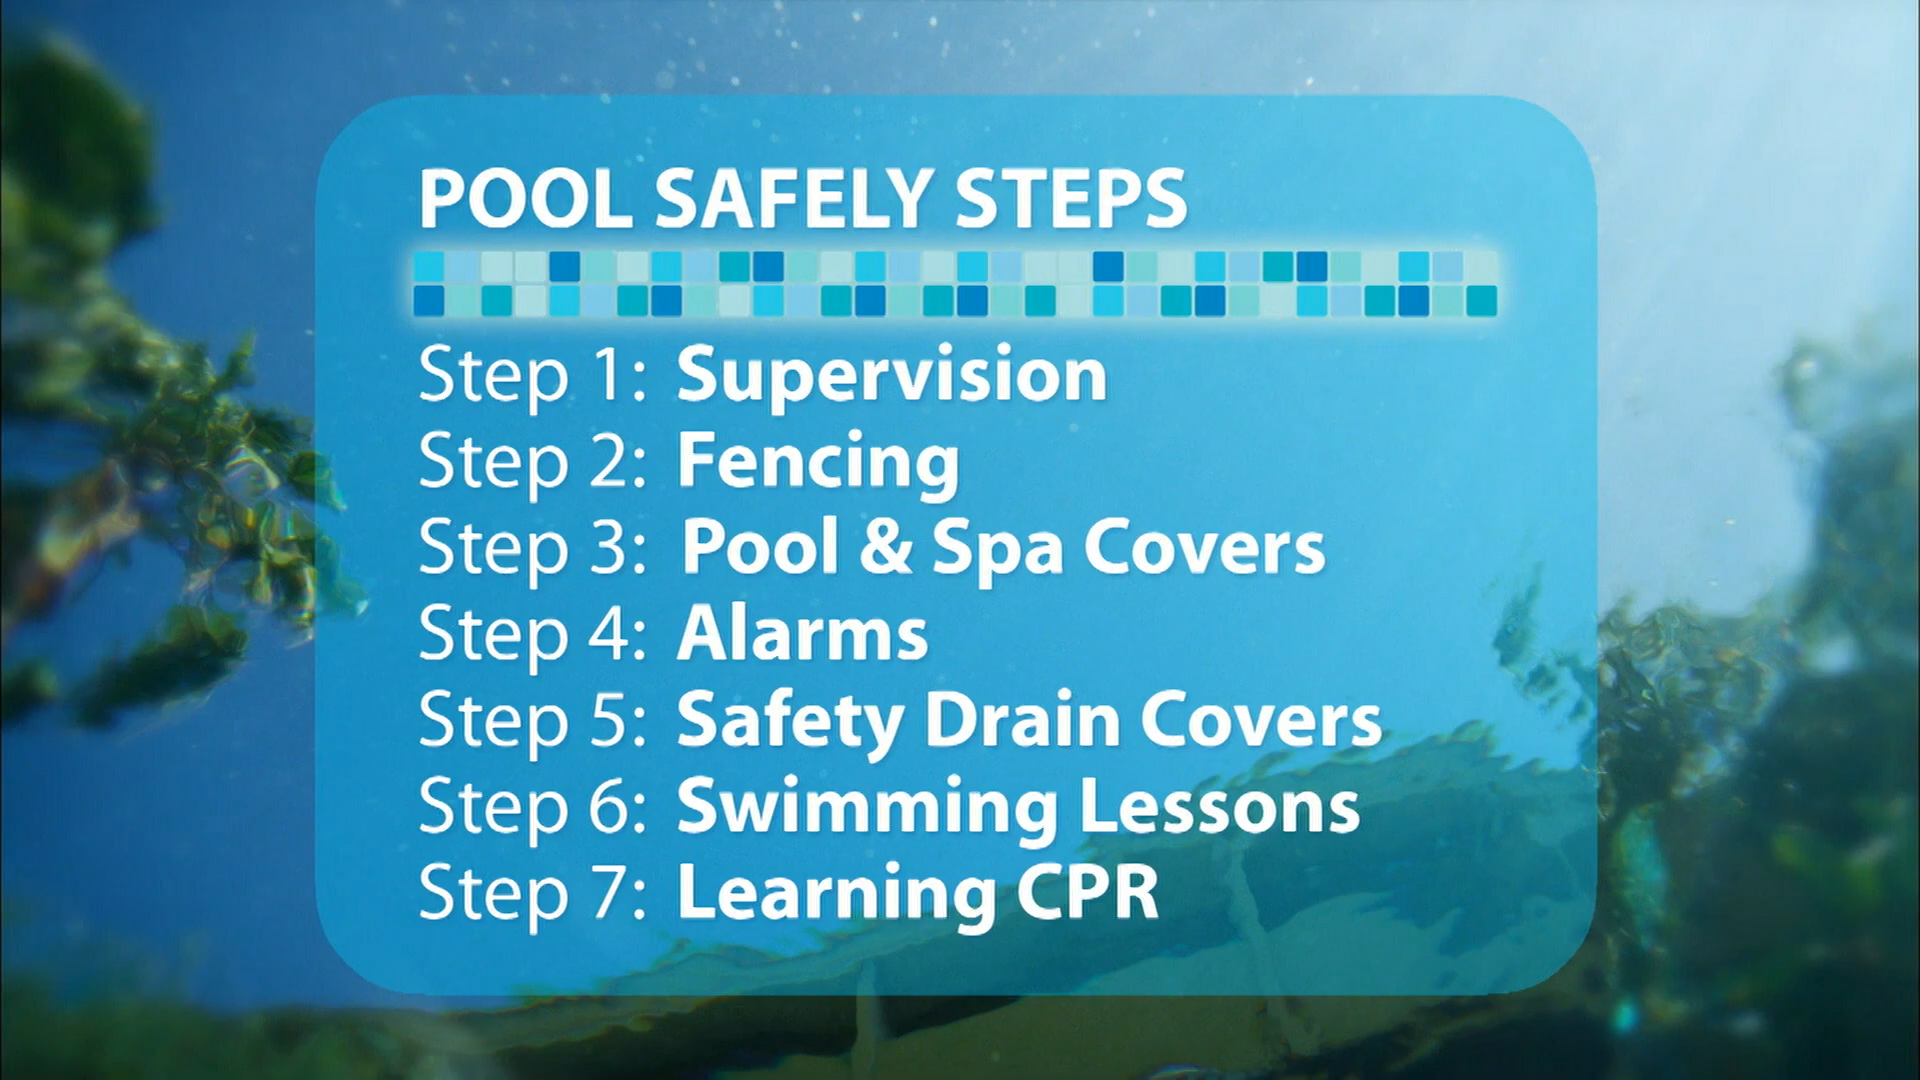 POOL SAFELY STEPS
Step 1: Supervision
Step 2: Fencing
Step 3: Pool & Spa Covers
Step 4: Alarms
Step 5: Safety Drain Covers
Step 6: Swimming Lessons
Step 7: Learning CPR